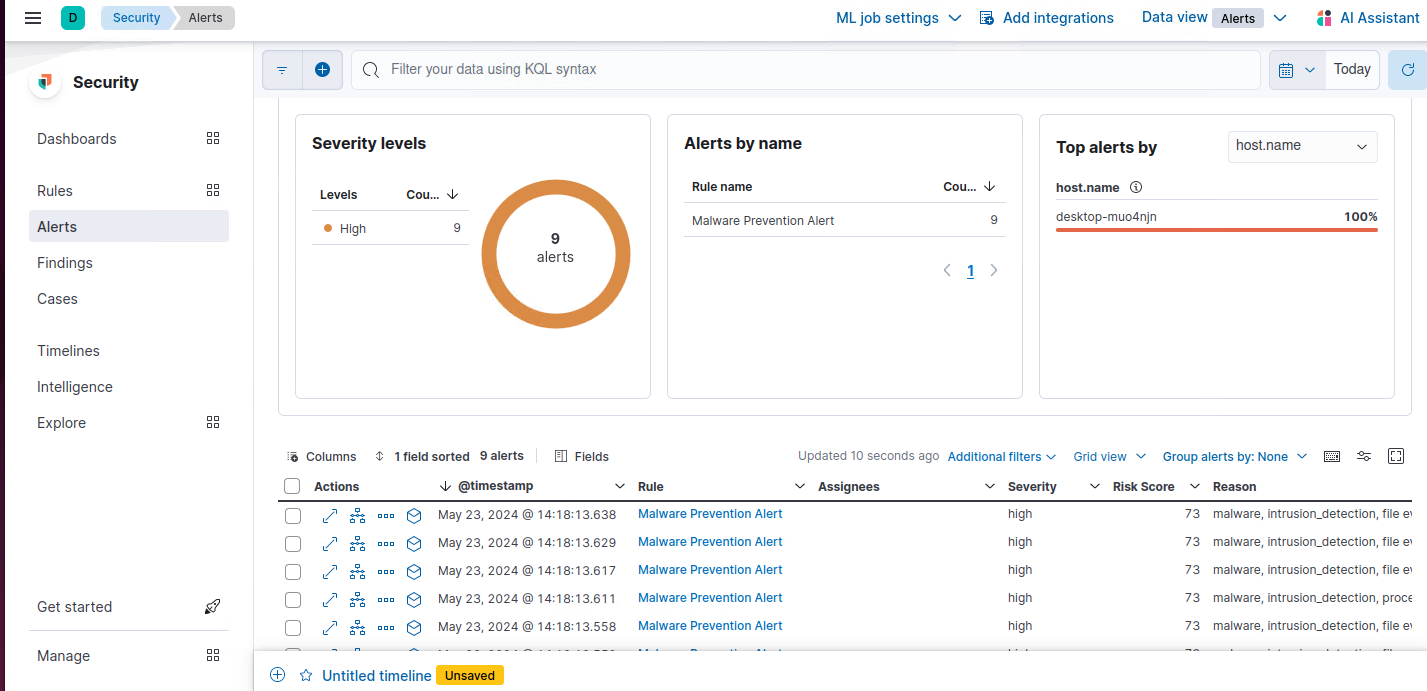 D Security Alerts ML job settings Add integrations Data view Alerts AI Assistant
Security
Filter your data using KQL syntax Today
Dashboards
Rules
Alerts
Findings
Cases
Timelines
Intelligence
Explore
Get started
Manage
Severity levels
Levels Cou...
High 9
9
alerts
Alerts by name
Rule name Cou...
Malware Prevention Alert 9
1
Top alerts by host.name
host.name
desktop-muo4njn 100%
Columns 1 field sorted 9 alerts Fields Updated 10 seconds ago Additional filters Grid view Group alerts by: None
Actions @timestamp Rule Assignees Severity Risk Score Reason
May 23, 2024 @ 14:18:13.638 Malware Prevention Alert high 73 malware, intrusion_detection, file ev
May 23, 2024 @ 14:18:13.629 Malware Prevention Alert high 73 malware, intrusion_detection, file ev
May 23, 2024 @ 14:18:13.617 Malware Prevention Alert high 73 malware, intrusion_detection, file ev
May 23, 2024 @ 14:18:13.611 Malware Prevention Alert high 73 malware, intrusion_detection, proce
May 23, 2024 @ 14:18:13.558 Malware Prevention Alert high 73 malware, intrusion_detection, file ev
Untitled timeline Unsaved